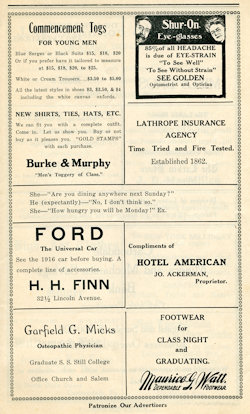 Commencement Togs
FOR YOUNG MEN
Blue Serges or Black Suits $15, $18, $20
Or if you prefer have it tailored to measure
at $15, $18, $20, to $25.
White or Cream Trousers....$3.50 to $5.00
All the latest styles in shoes $3, $3.50, & $4
including the white canvas oxfords.
NEW SHIRTS, TIES, HATS, ETC.
We can fit you with a complete outfit.
Come in. Let us show you. Buy or not
buy as it pleases you. "GOLD STAMPS"
with each purchase.
Burke & Murphy
"Men's Toggery of Class."
Shur-On
Eye-glasses
85% of all HEADACHE
is due of EYE-STRAIN
"To See Well"
"To See Without Strain"
SEE GOLDEN
Optometrist and Optician
LATHROPE INSURANCE
AGENCY
Time Tried and Fire Tested.
Established 1862.
She—"Are you dining anywhere next Sunday?"
He (expectantly)—"No, I don't think so."
She—"How hungry you will be Monday!" Ex.
FORD
The Universal Car
See the 1916 car before buying. A
complete line of accessories.
H. H. FINN
32½ Lincoln Avenue.
Compliments of
HOTEL AMERICAN
JO. ACKERMAN,
Proprietor.
Garfield G. Micks
Osteopathic Physician
Graduate S. S. Still College
Office Church and Salem
FOOTWEAR
for
CLASS NIGHT
and
GRADUATING.
Maurice G. Watt
DEPENDABLE FOOTWEAR.
Patronize Our Advertisers